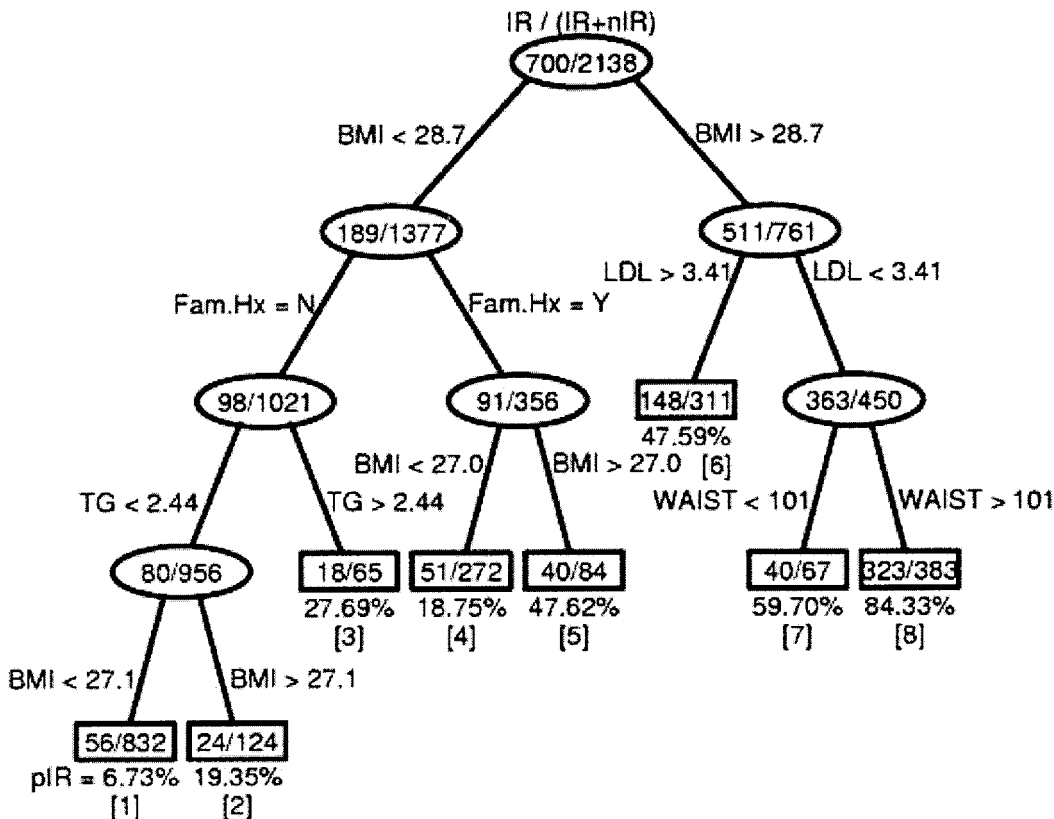 IR / (IR+nIR)
700/2138
BMI < 28.7
BMI > 28.7
189/1377
511/761
Fam.Hx = N
Fam.Hx = Y
LDL > 3.41
LDL < 3.41
98/1021
91/356
148/311
363/450
47.59%
[6]
TG < 2.44
TG > 2.44
BMI < 27.0
BMI > 27.0
WAIST < 101
WAIST > 101
80/956
18/65
51/272
40/84
40/67
323/383
27.69%
18.75%
47.62%
59.70%
84.33%
[3]
[4]
[5]
[7]
[8]
BMI < 27.1
BMI > 27.1
56/832
24/124
pIR = 6.73%
19.35%
[1]
[2]